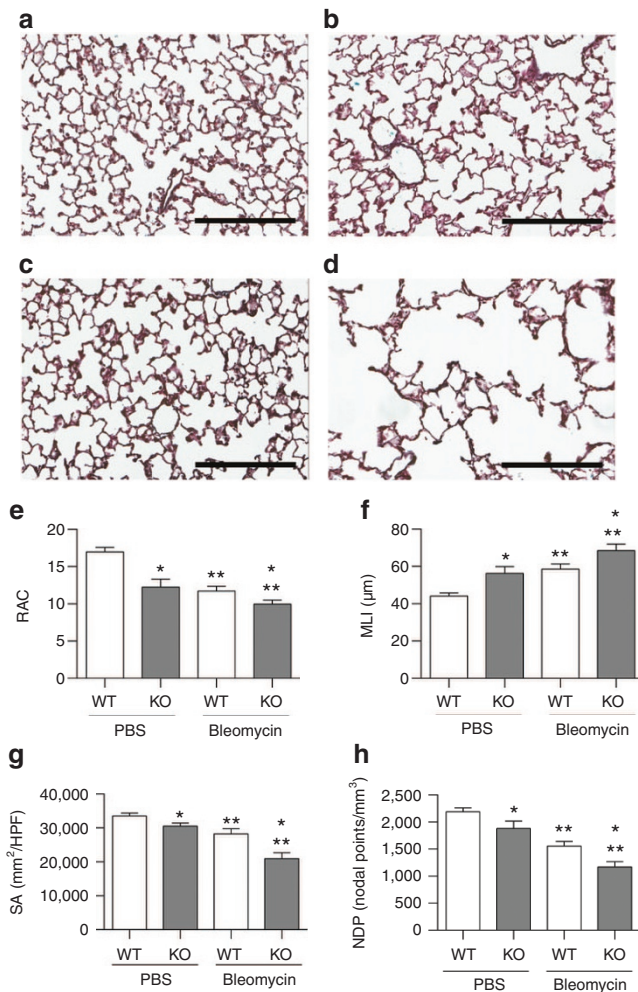 a
b
c
d
e
RAC
20
15
10
5
0
*
**
*
**
WT KO WT KO
PBS Bleomycin
f
MLI (μm)
80
60
40
20
0
*
**
*
**
WT KO WT KO
PBS Bleomycin
g
SA (mm²/HPF)
40,000
30,000
20,000
10,000
0
*
**
*
**
WT KO WT KO
PBS Bleomycin
h
NDP (nodal points/mm³)
2,500
2,000
1,500
1,000
500
0
*
**
*
**
WT KO WT KO
PBS Bleomycin